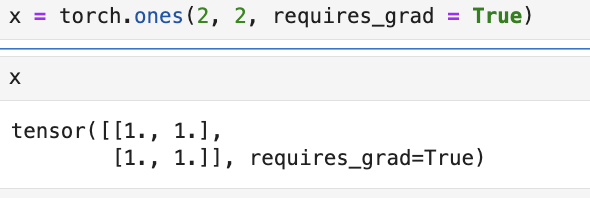 x = torch.ones(2, 2, requires_grad = True)
x
tensor([[1., 1.],
        [1., 1.]], requires_grad=True)